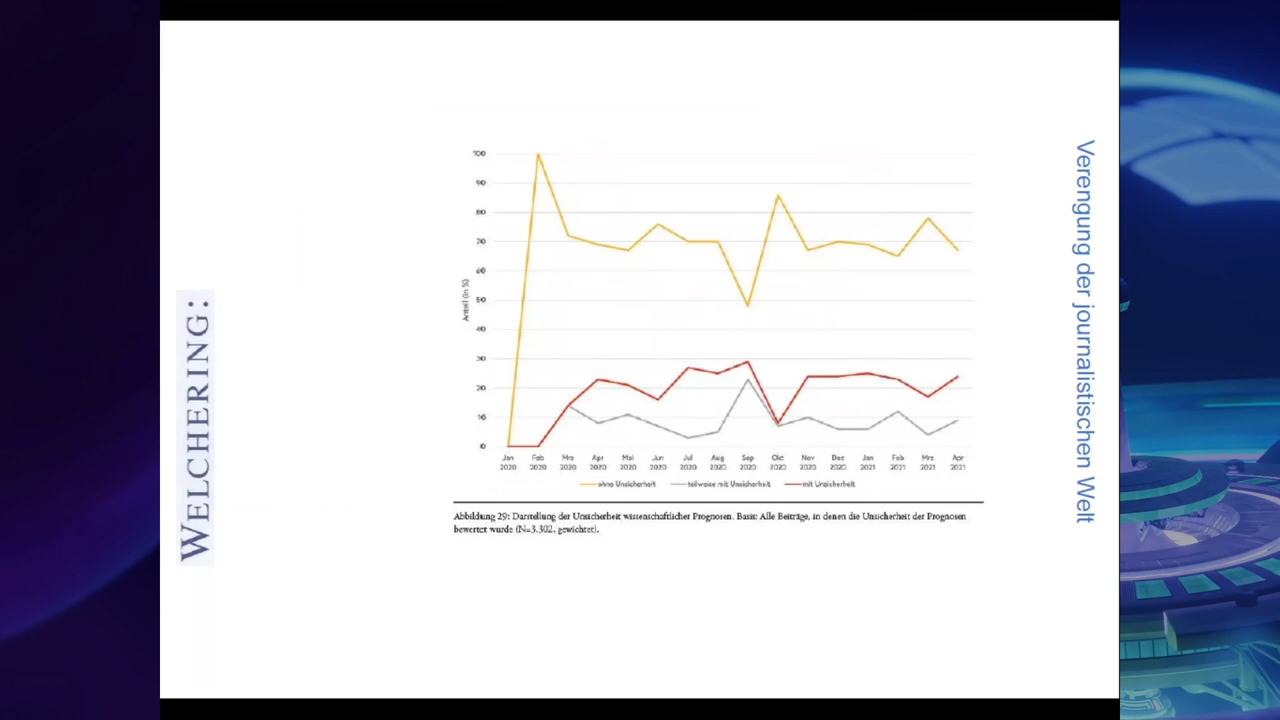 WELCHERING:
Verengung der journalistischen Welt
100
90
80
70
60
50
40
30
20
10
0
Anteil (in %)
Jan Feb Mrz Apr Mai Jun Jul Aug Sep Okt Nov Dez Jan Feb Mrz Apr
2020 2020 2020 2020 2020 2020 2020 2020 2020 2020 2020 2020 2021 2021 2021 2021
ohne Unsicherheit teilweise mit Unsicherheit mit Unsicherheit
Abbildung 29: Darstellung der Unsicherheit wissenschaftlicher Prognosen. Basis: Alle Beiträge, in denen die Unsicherheit der Prognosen
bewertet wurde (N=3.302, gewichtet).